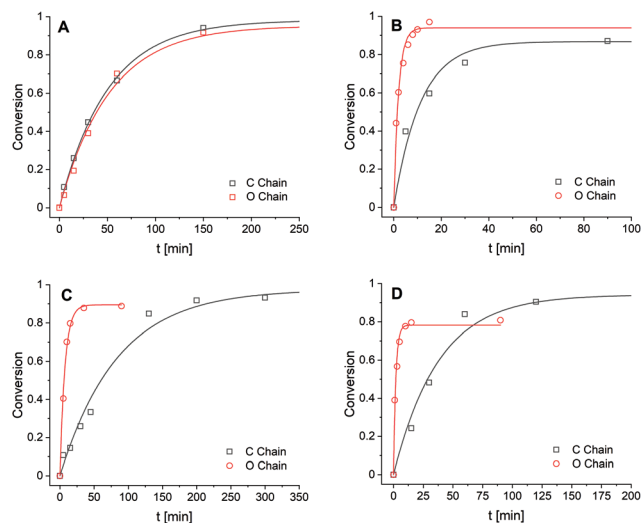 A
Conversion
1
0.8
0.6
0.4
0.2
0
C Chain
O Chain
0 50 100 150 200 250
t [min]
B
Conversion
1
0.8
0.6
0.4
0.2
0
C Chain
O Chain
0 20 40 60 80 100
t [min]
C
Conversion
1
0.8
0.6
0.4
0.2
0
C Chain
O Chain
0 50 100 150 200 250 300 350
t [min]
D
Conversion
1
0.8
0.6
0.4
0.2
0
C Chain
O Chain
0 25 50 75 100 125 150 175 200
t [min]